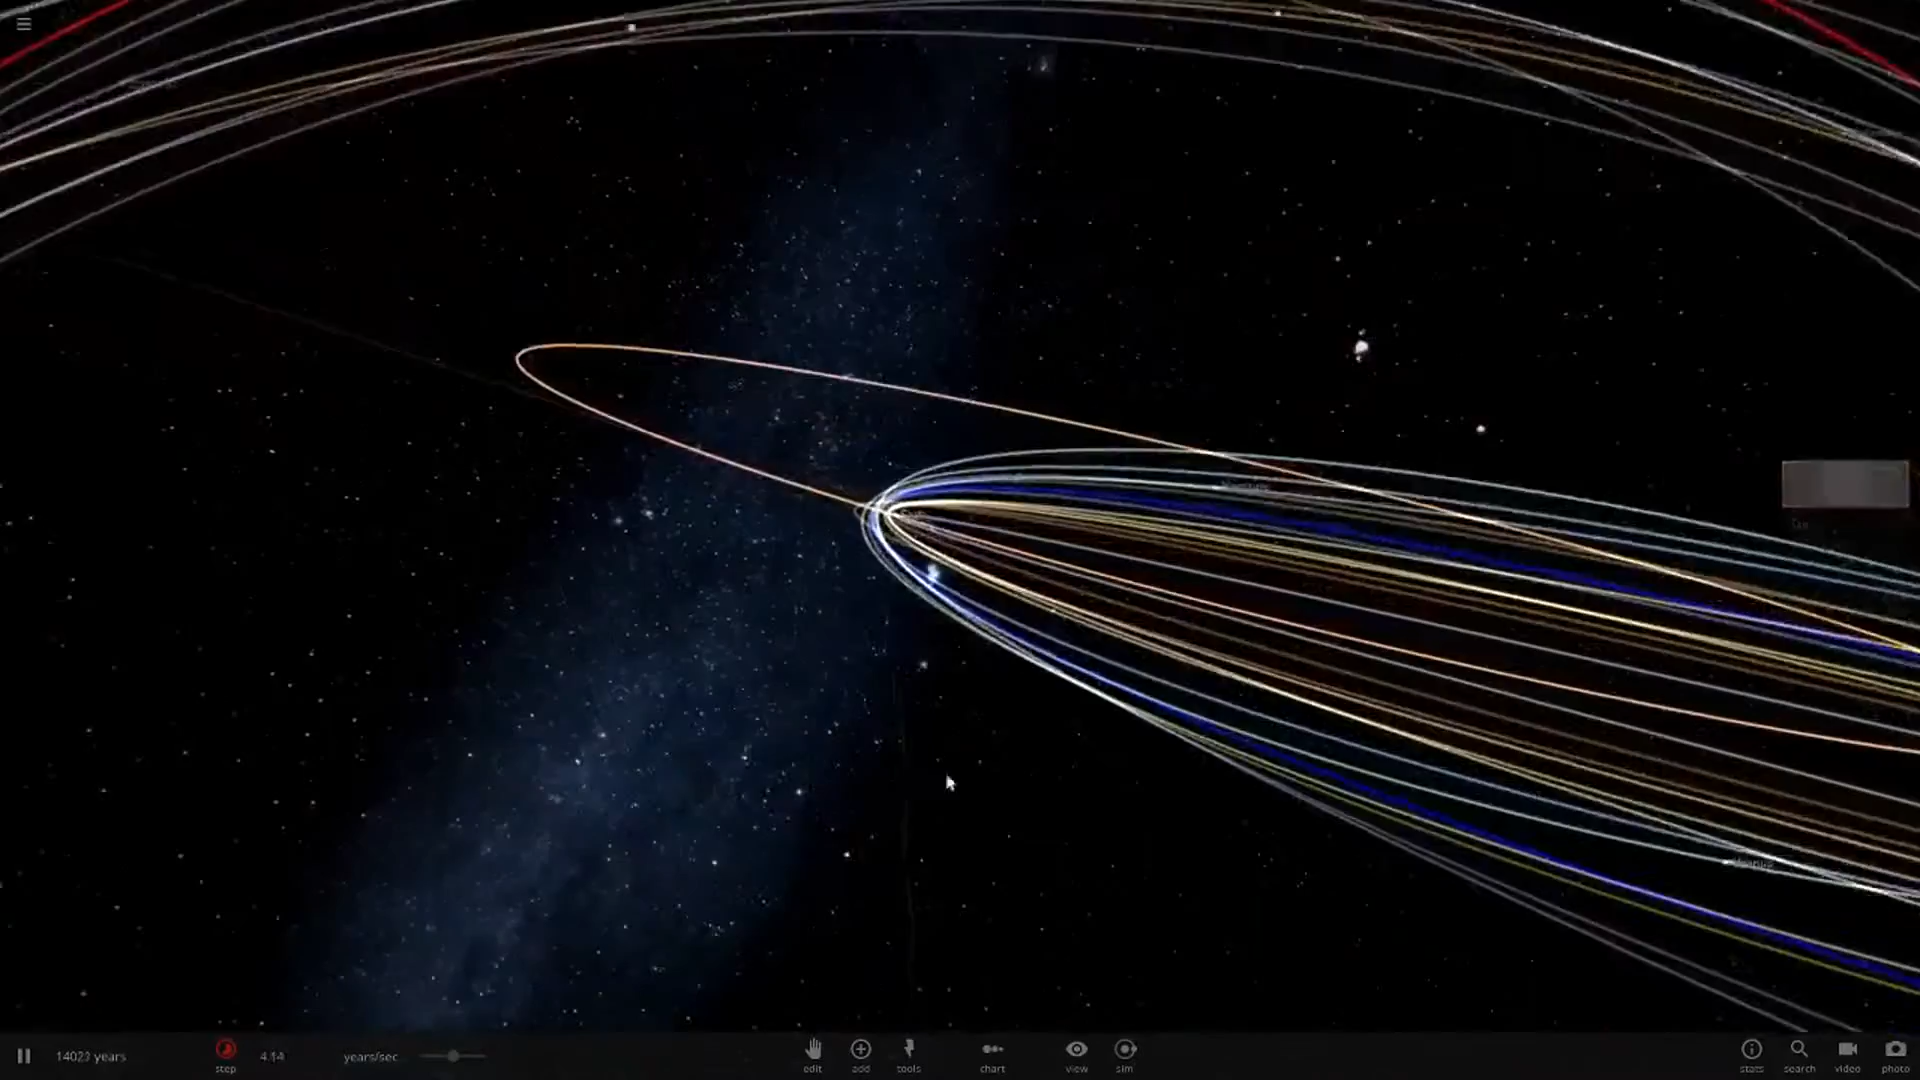 14023 years
step
4.14
years/sec
edit
add
tools
chart
view
sim
stats
search
video
photo